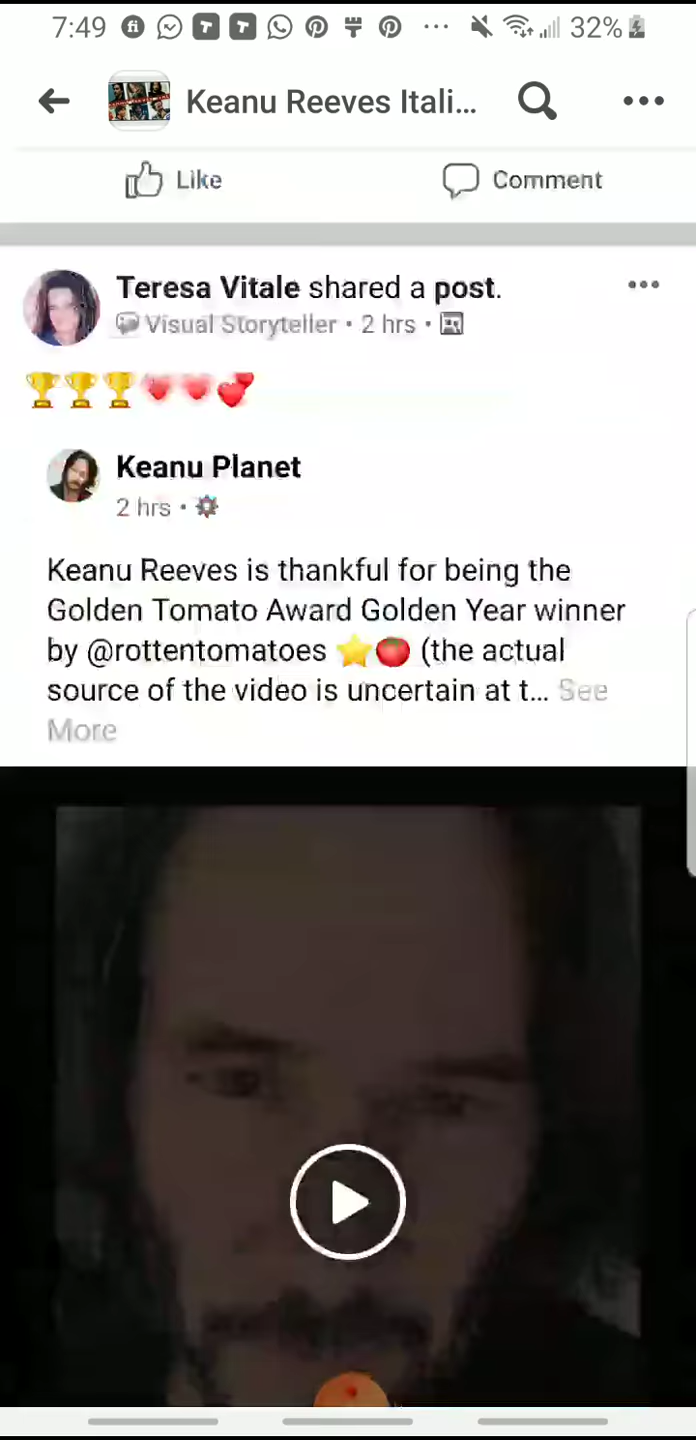 7:49 32%
Keanu Reeves Itali...
Like Comment
Teresa Vitale shared a post.
Visual Storyteller • 2 hrs •
🏆🏆🏆❤️❤️💕
Keanu Planet
2 hrs •
Keanu Reeves is thankful for being the
Golden Tomato Award Golden Year winner
by @rottentomatoes ⭐🍅 (the actual
source of the video is uncertain at t... See
More